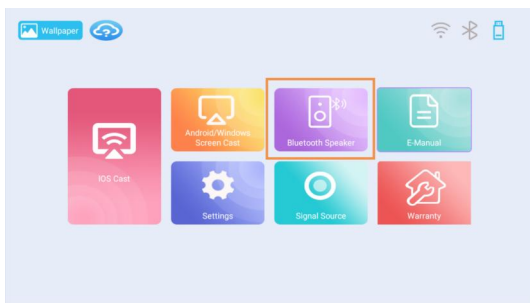 Wallpaper
Android/Windows
Screen Cast
Bluetooth Speaker
E-Manual
IOS Cast
Settings
Signal Source
Warranty